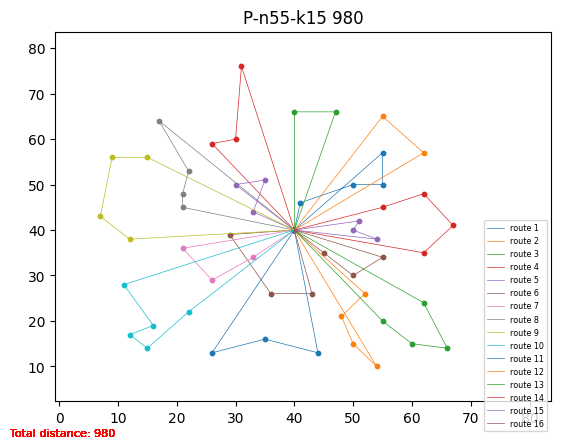 P-n55-k15 980
80
70
60
50
40
30
20
10
0 10 20 30 40 50 60 70 80
route 1
route 2
route 3
route 4
route 5
route 6
route 7
route 8
route 9
route 10
route 11
route 12
route 13
route 14
route 15
route 16
Total distance: 980